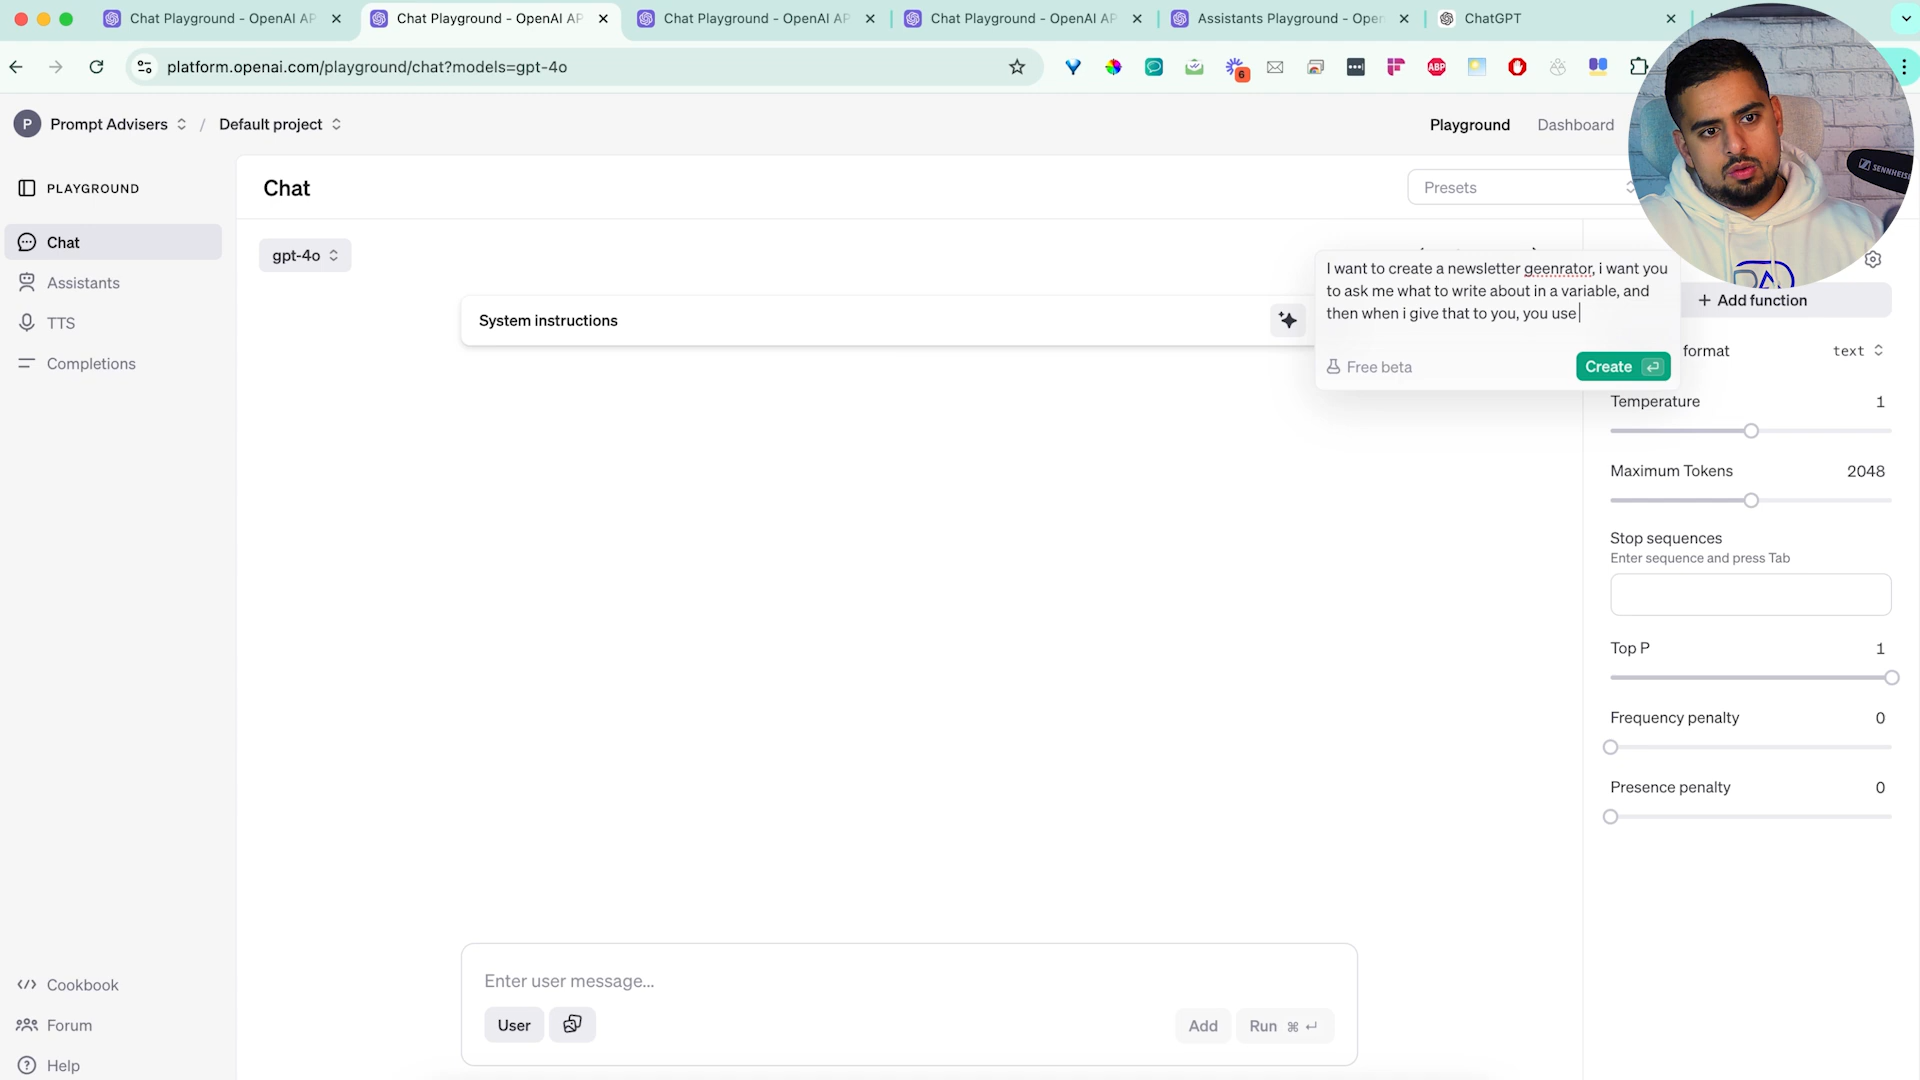 Chat Playground - OpenAI AP
Chat Playground - OpenAI AP
Chat Playground - OpenAI AP
Chat Playground - OpenAI AP
Assistants Playground - Open
ChatGPT
platform.openai.com/playground/chat?models=gpt-4o
6
ABP
P
Prompt Advisers
/
Default project
Playground
Dashboard
SENNHEISE
PLAYGROUND
Chat
Presets
Chat
Assistants
TTS
Completions
gpt-4o
I want to create a newsletter geenrator, i want you
to ask me what to write about in a variable, and
then when i give that to you, you use
System instructions
+ Add function
Free beta
Create
format
text
Temperature
1
Maximum Tokens
2048
Stop sequences
Enter sequence and press Tab
Top P
1
Frequency penalty
0
Presence penalty
0
Enter user message...
User
Add
Run ⌘ ↵
Cookbook
Forum
Help